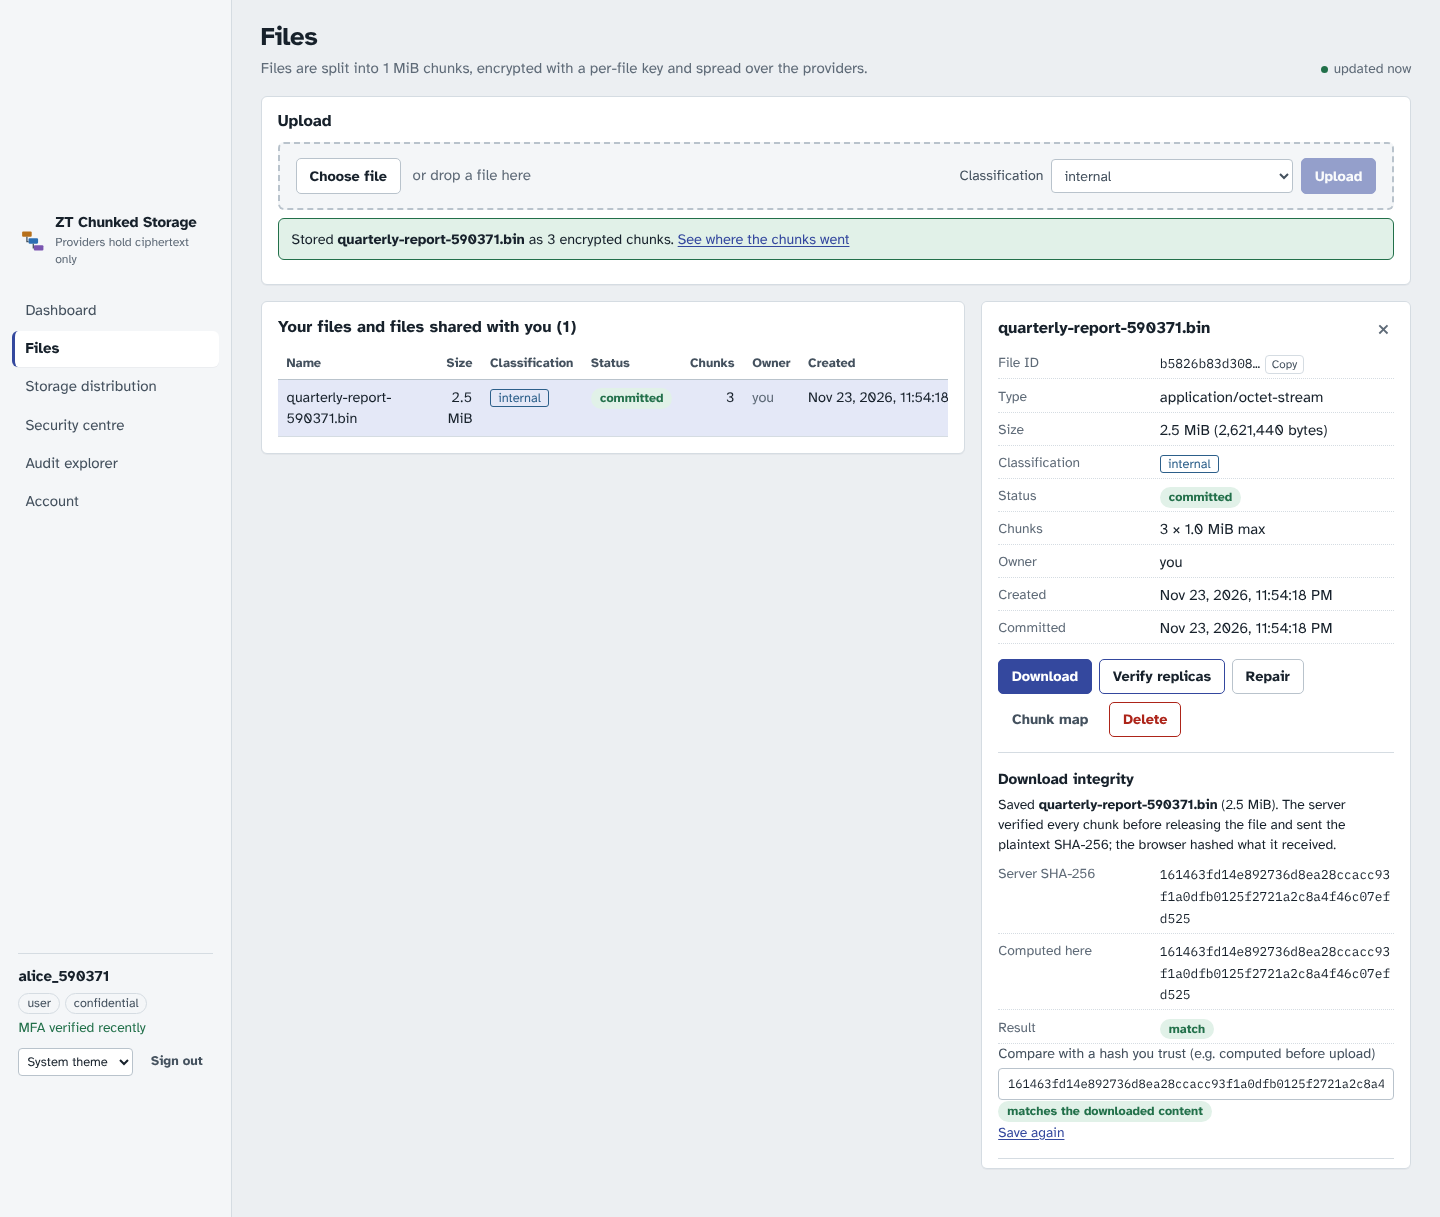 ZT Chunked Storage
Providers hold ciphertext
only
Dashboard
Files
Storage distribution
Security centre
Audit explorer
Account
alice_590371
user confidential
MFA verified recently
System theme Sign out
Files
Files are split into 1 MiB chunks, encrypted with a per-file key and spread over the providers.
updated now
Upload
Choose file or drop a file here Classification internal Upload
Stored quarterly-report-590371.bin as 3 encrypted chunks. See where the chunks went
Your files and files shared with you (1)
Name Size Classification Status Chunks Owner Created
quarterly-report- 2.5 internal committed 3 you Nov 23, 2026, 11:54:18
590371.bin MiB
quarterly-report-590371.bin ×
File ID b5826b83d308… Copy
Type application/octet-stream
Size 2.5 MiB (2,621,440 bytes)
Classification internal
Status committed
Chunks 3 × 1.0 MiB max
Owner you
Created Nov 23, 2026, 11:54:18 PM
Committed Nov 23, 2026, 11:54:18 PM
Download Verify replicas Repair
Chunk map Delete
Download integrity
Saved quarterly-report-590371.bin (2.5 MiB). The server
verified every chunk before releasing the file and sent the
plaintext SHA-256; the browser hashed what it received.
Server SHA-256 161463fd14e892736d8ea28ccacc93
f1a0dfb0125f2721a2c8a4f46c07ef
d525
Computed here 161463fd14e892736d8ea28ccacc93
f1a0dfb0125f2721a2c8a4f46c07ef
d525
Result match
Compare with a hash you trust (e.g. computed before upload)
161463fd14e892736d8ea28ccacc93f1a0dfb0125f2721a2c8a4
matches the downloaded content
Save again